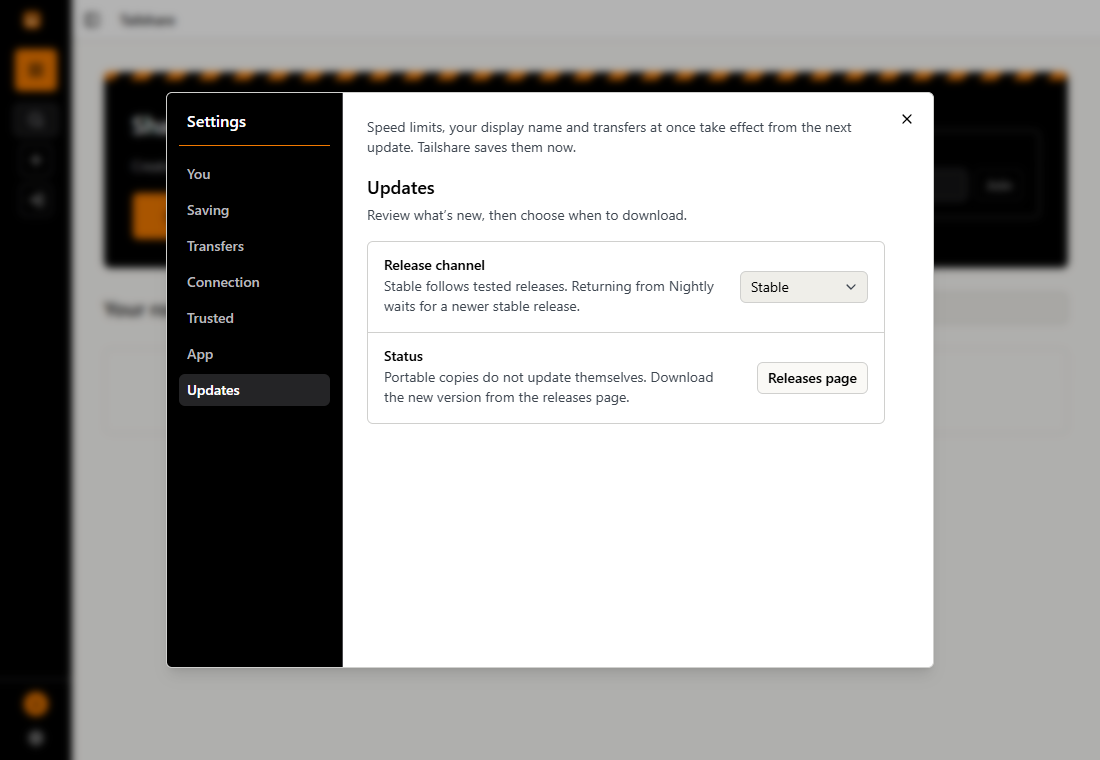 Tailshare
Settings
You
Saving
Transfers
Connection
Trusted
App
Updates
Speed limits, your display name and transfers at once take effect from the next
update. Tailshare saves them now.
Updates
Review what's new, then choose when to download.
Release channel
Stable follows tested releases. Returning from Nightly
waits for a newer stable release.
Stable
Status
Portable copies do not update themselves. Download
the new version from the releases page.
Releases page